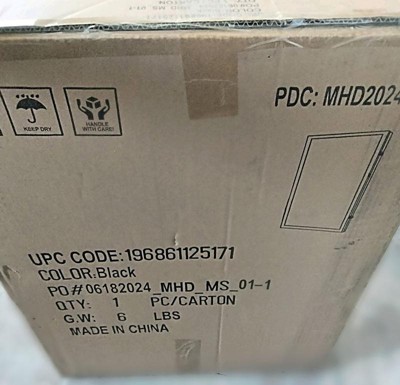 KEEP DRY
HANDLE
WITH CARE!
PDC: MHD2024
UPC CODE:196861125171
COLOR:Black
PO#06182024_MHD_MS_01-1
QTY: 1 PC/CARTON
G.W: 6 LBS
MADE IN CHINA